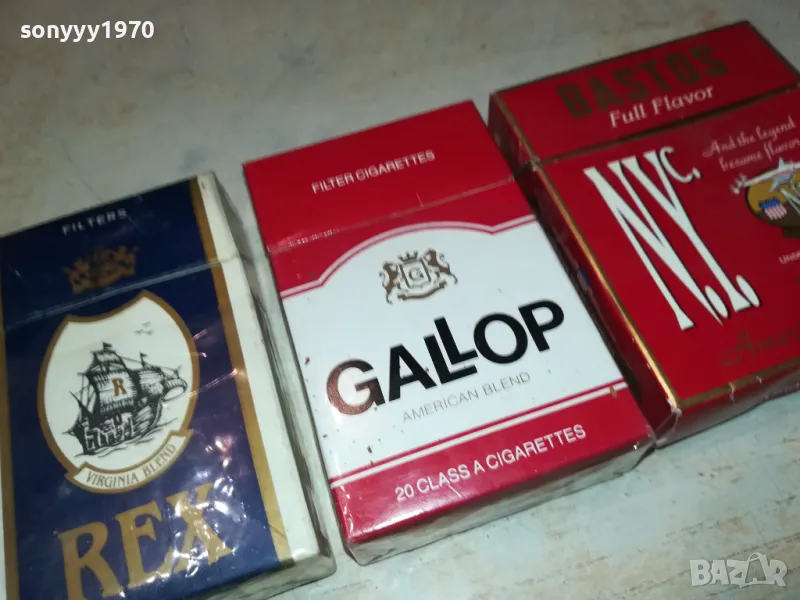 sonyyy1970
FILTERS
R
VIRGINIA BLEND
REX
FILTER CIGARETTES
G
GALLOP
AMERICAN BLEND
20 CLASS A CIGARETTES
BASTOS
Full Flavor
And the legend
became flavor
N.Y.C.
BAZAR